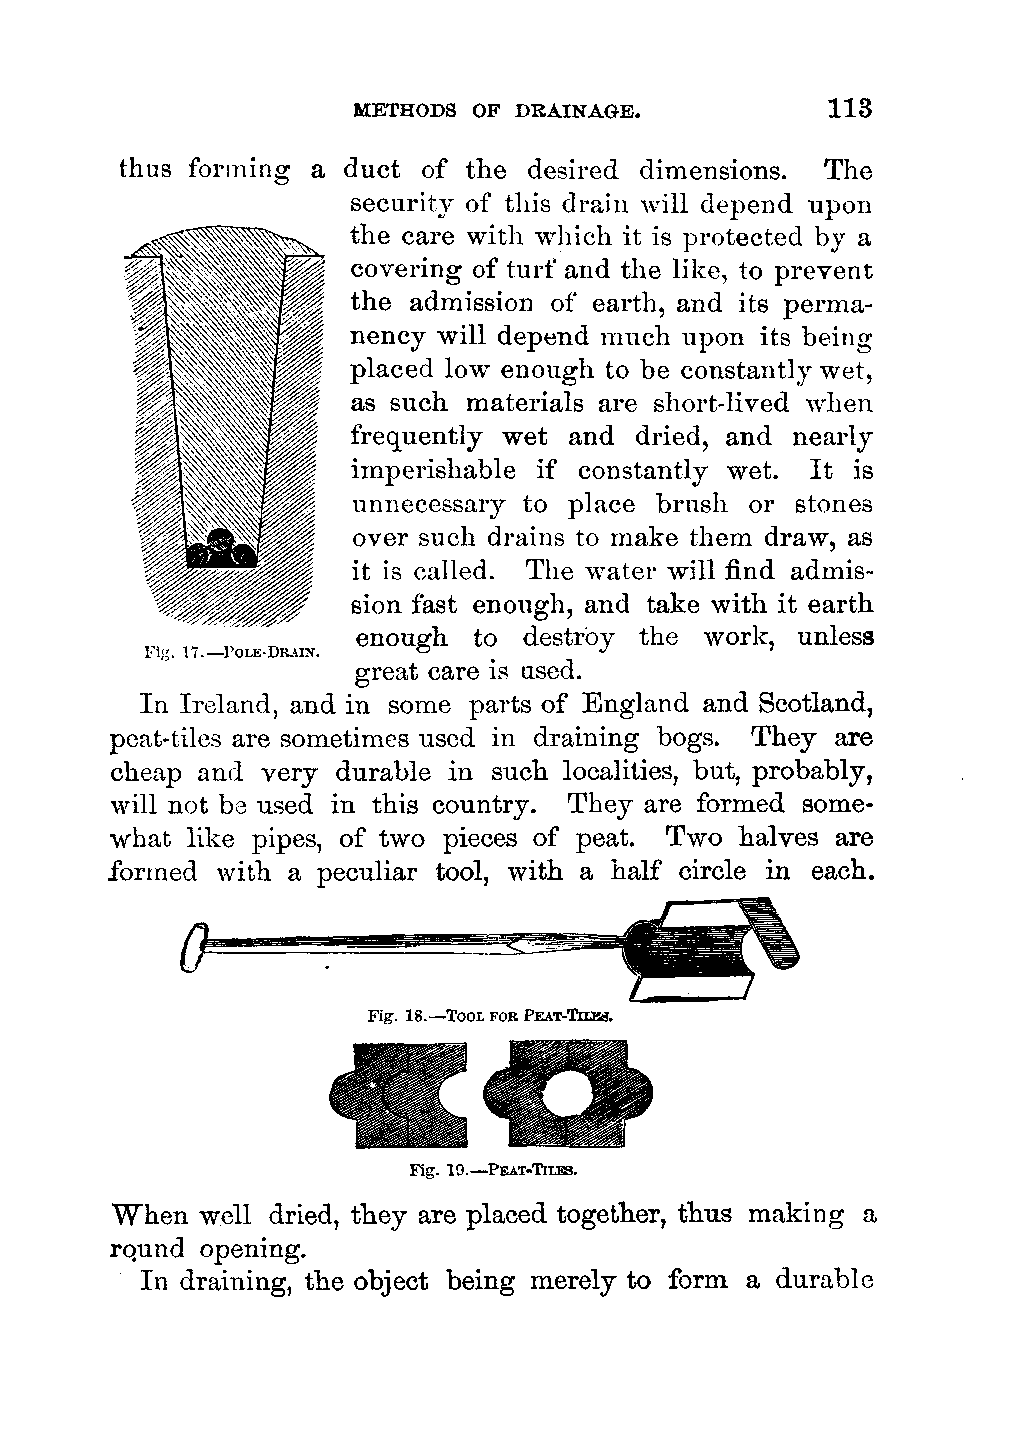 METHODS OF DRAINAGE. 113
thus forming a duct of the desired dimensions. The
security of this drain will depend upon
the care with which it is protected by a
covering of turf and the like, to prevent
the admission of earth, and its perma-
nency will depend much upon its being
placed low enough to be constantly wet,
as such materials are short-lived when
frequently wet and dried, and nearly
imperishable if constantly wet. It is
unnecessary to place brush or stones
over such drains to make them draw, as
it is called. The water will find admis-
sion fast enough, and take with it earth
enough to destroy the work, unless
great care is used.
Fig. 17.—POLE-DRAIN.
In Ireland, and in some parts of England and Scotland,
peat-tiles are sometimes used in draining bogs. They are
cheap and very durable in such localities, but, probably,
will not be used in this country. They are formed some-
what like pipes, of two pieces of peat. Two halves are
formed with a peculiar tool, with a half circle in each.
Fig. 18.—TOOL FOR PEAT-TILES.
Fig. 19.—PEAT-TILES.
When well dried, they are placed together, thus making a
round opening.
In draining, the object being merely to form a durable